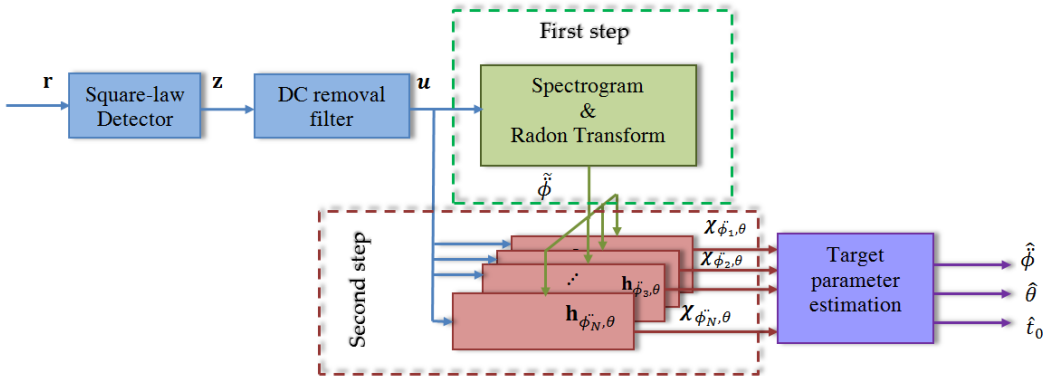 First step
r
Square-law
Detector
z
DC removal
filter
u
Spectrogram
&
Radon Transform
φ̈̃
Second step
χφ̈₁,θ
χφ̈₂,θ
⋰
hφ̈₃,θ
hφ̈N,θ
χφ̈N,θ
Target
parameter
estimation
φ̈̂
θ̂
t̂₀